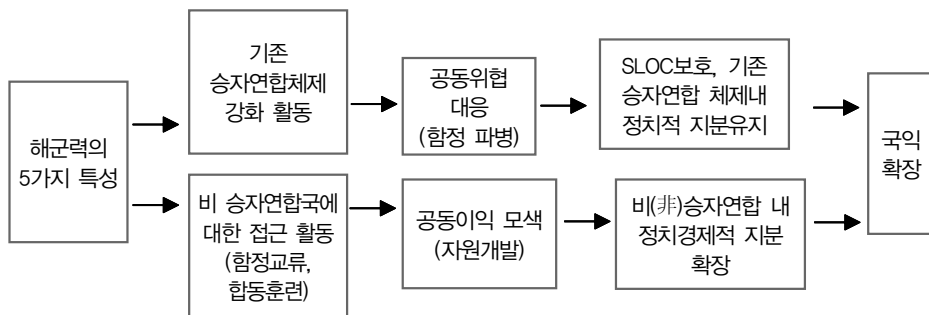 해군력의
5가지 특성
기존
승자연합체제
강화 활동
공동위협
대응
(함정 파병)
SLOC보호, 기존
승자연합 체제내
정치적 지분유지
비 승자연합국에
대한 접근 활동
(함정교류,
합동훈련)
공동이익 모색
(자원개발)
비(非)승자연합 내
정치경제적 지분
확장
국익
확장